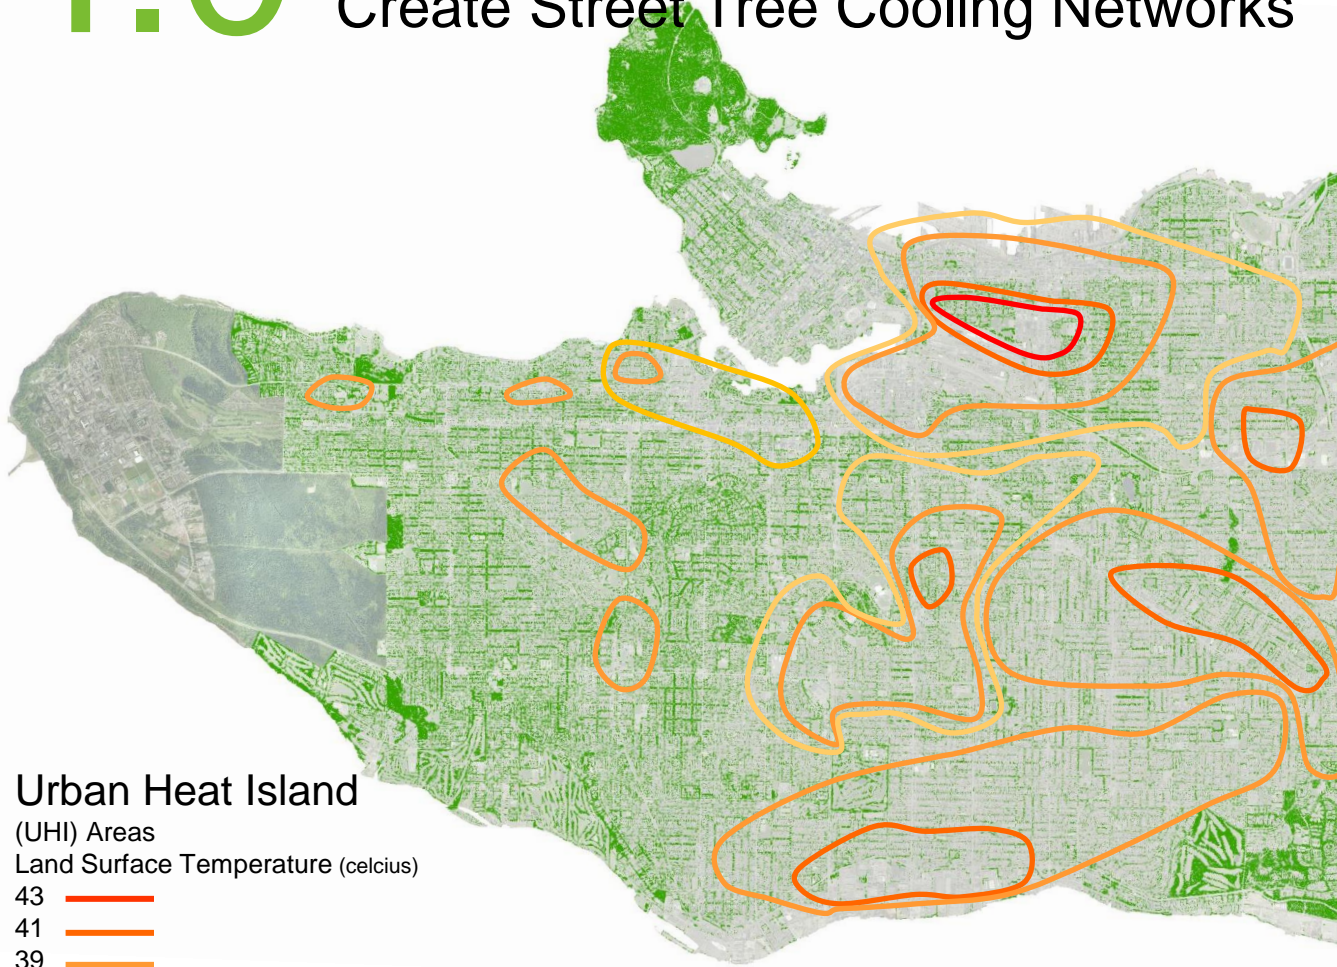 Create Street Tree Cooling Networks
Urban Heat Island
(UHI) Areas
Land Surface Temperature (celcius)
43
41
39